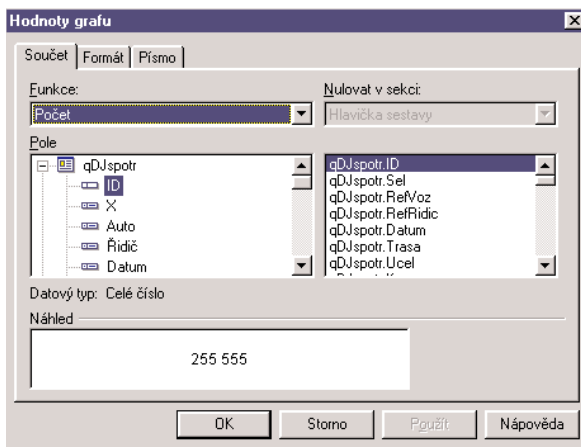 Hodnoty grafu
Součet Formát Písmo
Funkce: Nulovat v sekci:
Počet Hlavička sestavy
Pole
qDJspotr qDJspotr.ID
ID qDJspotr.Sel
X qDJspotr.RefVoz
Auto qDJspotr.RefRidic
Řidič qDJspotr.Datum
Datum qDJspotr.Trasa
qDJspotr.Ucel
Datový typ: Celé číslo
Náhled
255 555
OK Storno Použít Nápověda